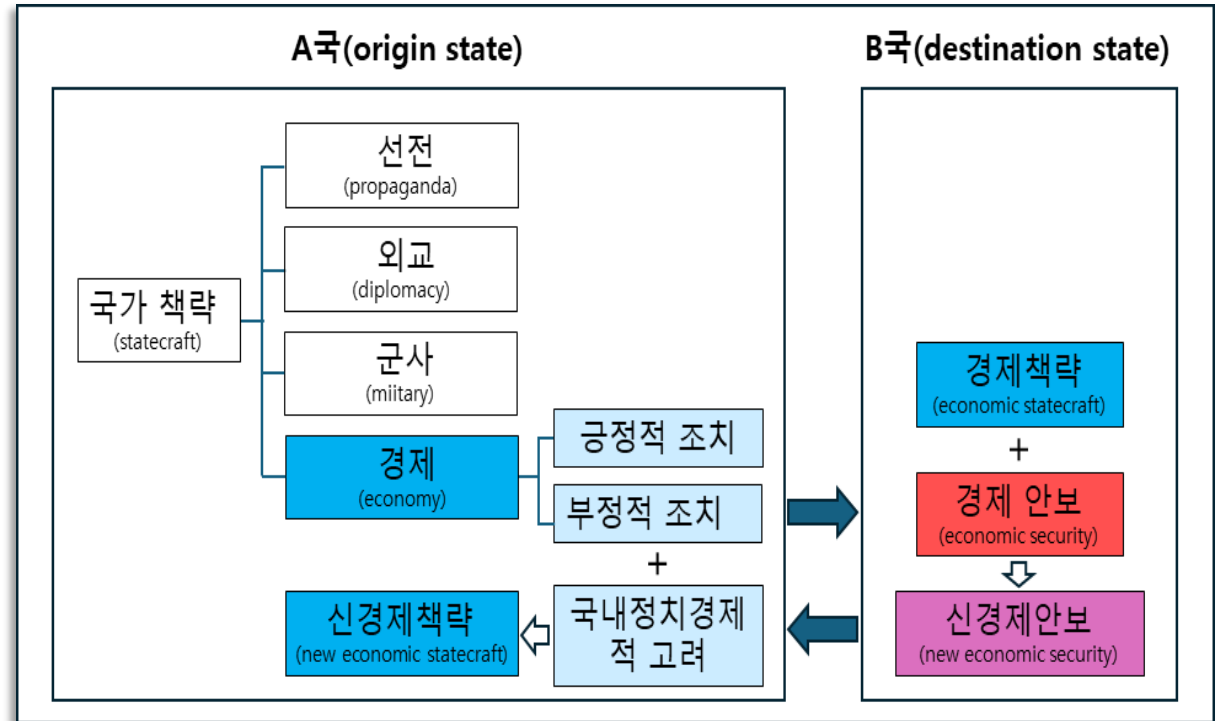 A국(origin state)
B국(destination state)
선전
(propaganda)
외교
(diplomacy)
국가 책략
(statecraft)
군사
(miitary)
경제
(economy)
긍정적 조치
부정적 조치
+
국내정치경제
적 고려
신경제책략
(new economic statecraft)
경제책략
(economic statecraft)
+
경제 안보
(economic security)
신경제안보
(new economic security)